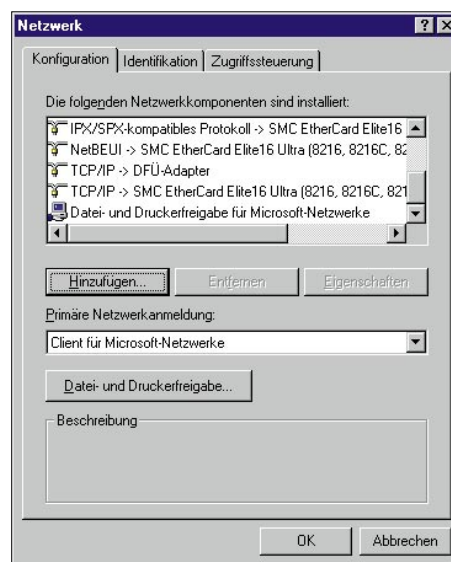 Netzwerk
Konfiguration
Identifikation
Zugriffssteuerung
Die folgenden Netzwerkkomponenten sind installiert:
IPX/SPX-kompatibles Protokoll -> SMC EtherCard Elite16
NetBEUI -> SMC EtherCard Elite16 Ultra (8216, 8216C, 82
TCP/IP -> DFÜ-Adapter
TCP/IP -> SMC EtherCard Elite16 Ultra (8216, 8216C, 821
Datei- und Druckerfreigabe für Microsoft-Netzwerke
Hinzufügen...
Entfernen
Eigenschaften
Primäre Netzwerkanmeldung:
Client für Microsoft-Netzwerke
Datei- und Druckerfreigabe...
Beschreibung
OK
Abbrechen